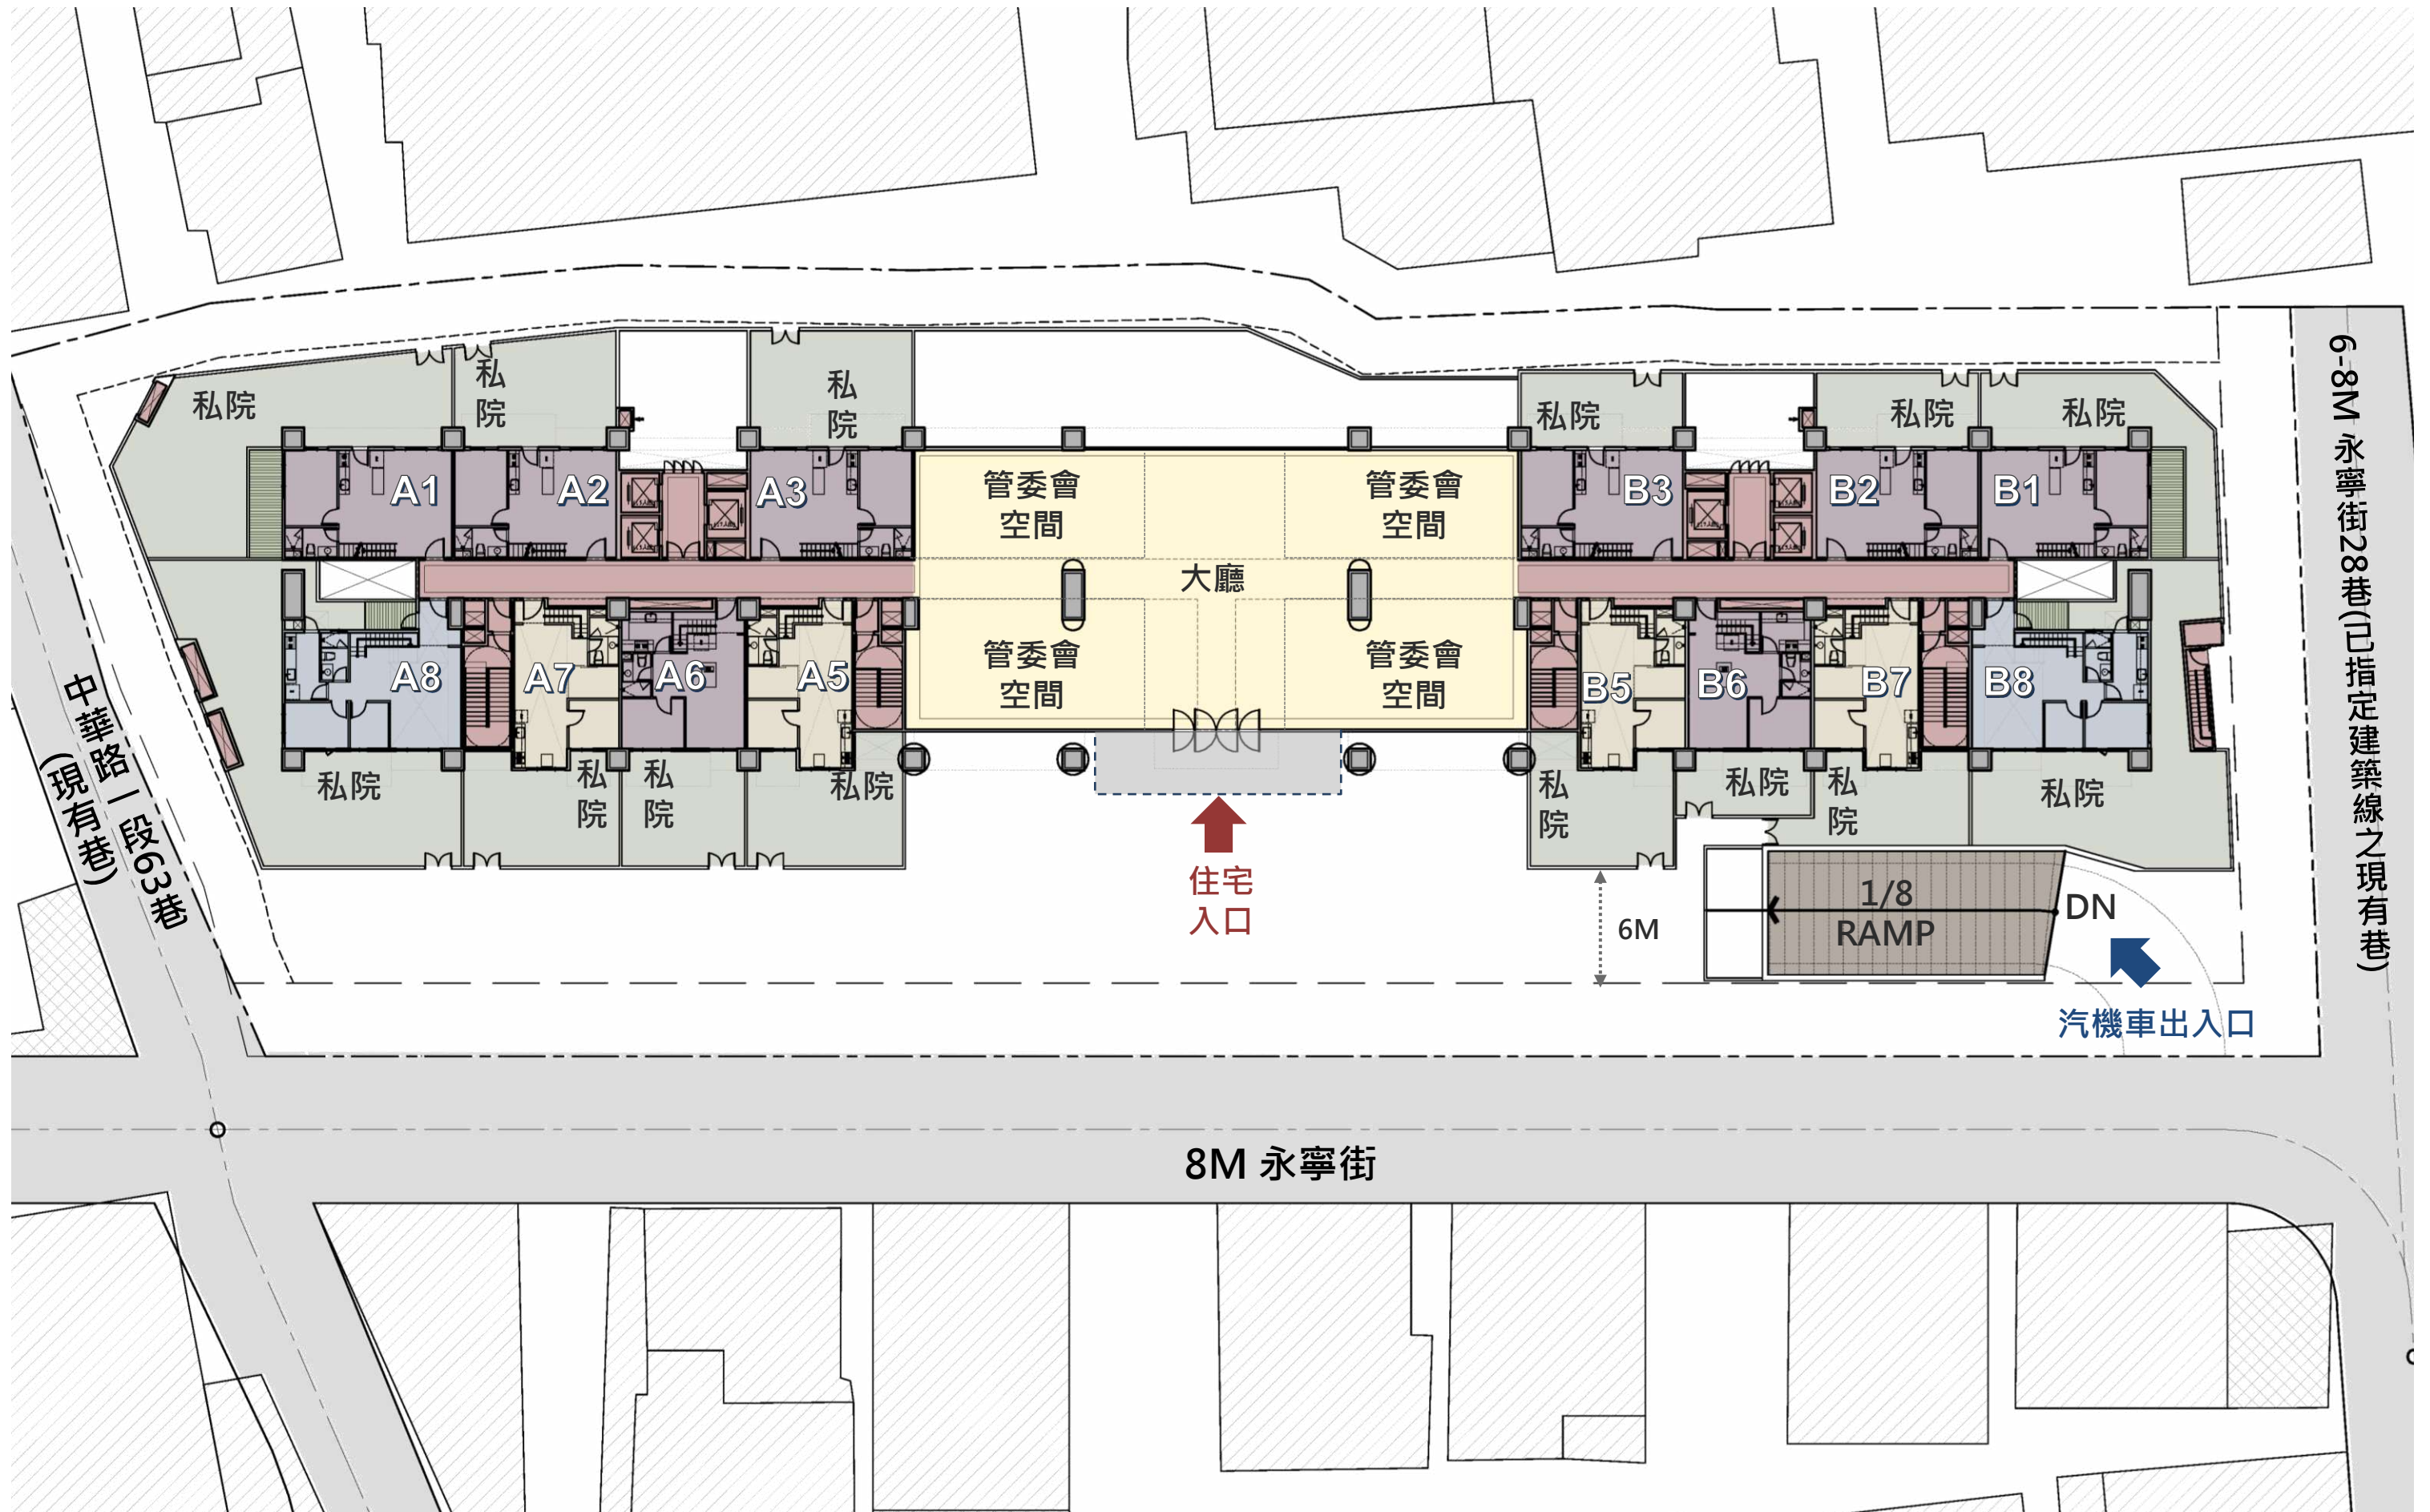 私院
私
院
私
院
私院
私院
私院
A1
A2
A3
管委會
空間
管委會
空間
B3
B2
B1
大廳
A8
A7
A6
A5
管委會
空間
管委會
空間
B5
B6
B7
B8
私院
私
院
私
院
私院
私
院
私院
私
院
私院
住宅
入口
6M
1/8
RAMP
DN
汽機車出入口
中華路一段63巷
(現有巷)
6-8M 永寧街28巷(已指定建築線之現有巷)
8M 永寧街